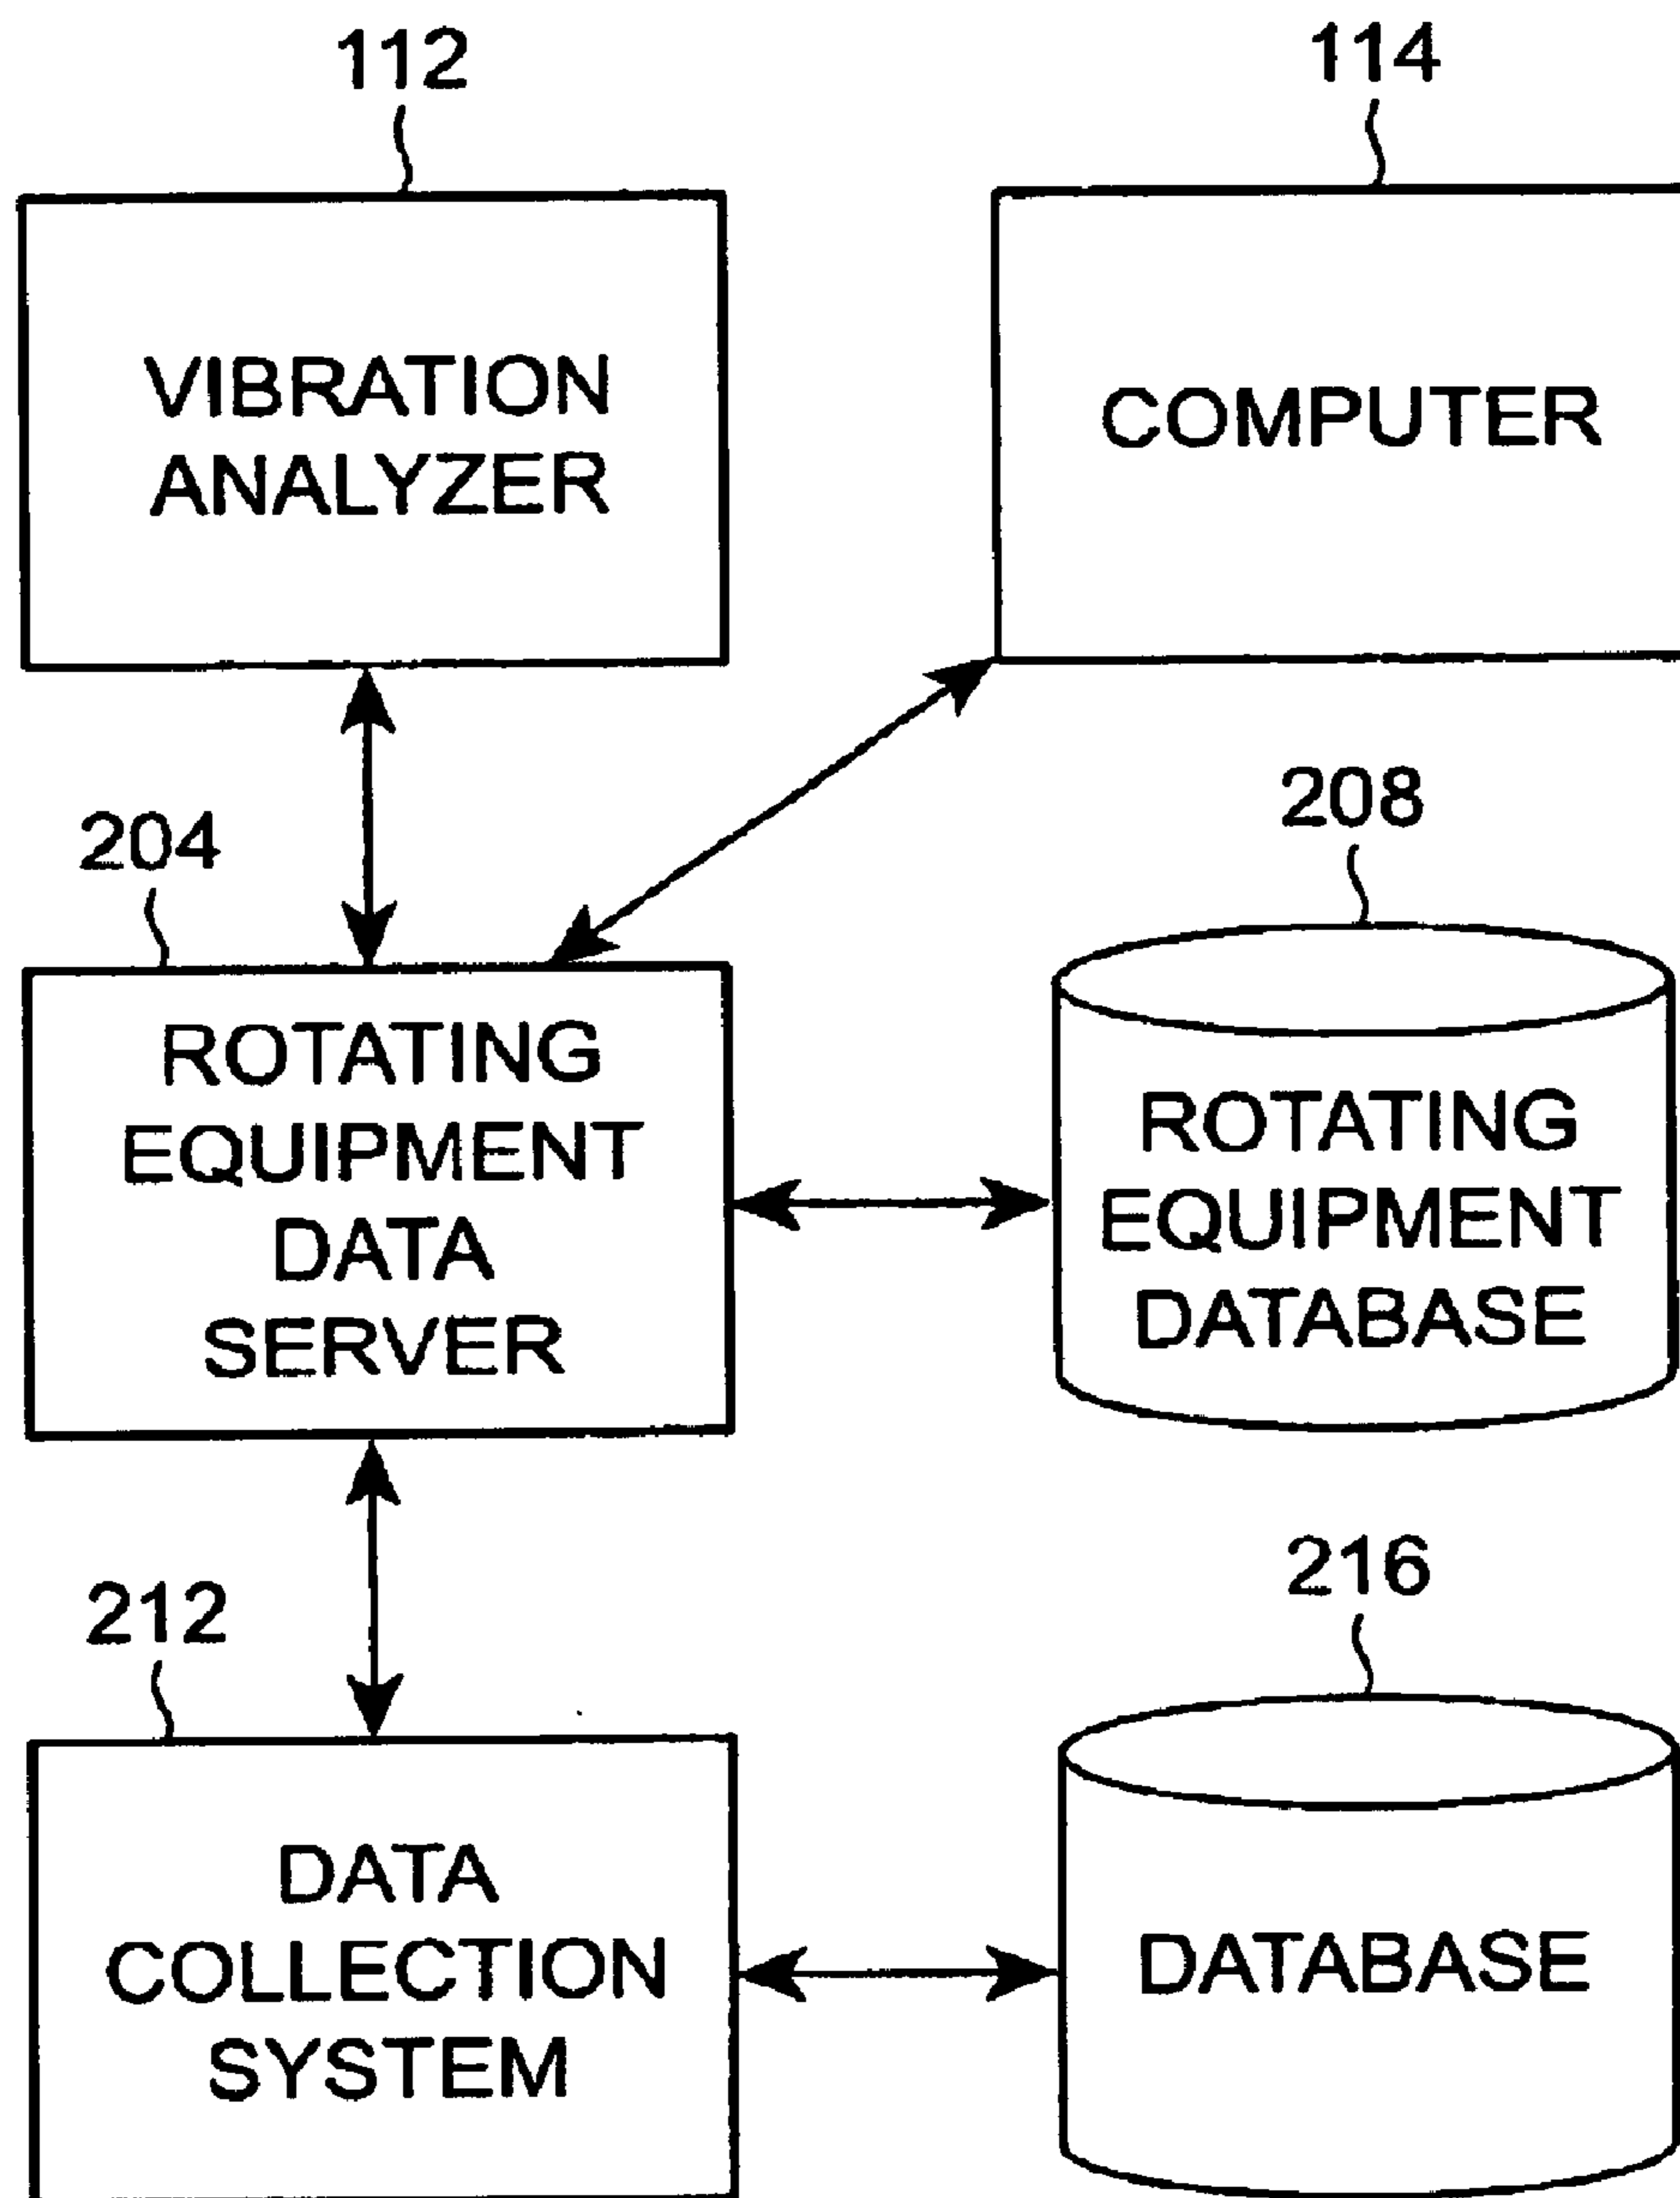 112
114
VIBRATION
ANALYZER
COMPUTER
204
208
ROTATING
EQUIPMENT
DATA
SERVER
ROTATING
EQUIPMENT
DATABASE
212
216
DATA
COLLECTION
SYSTEM
DATABASE